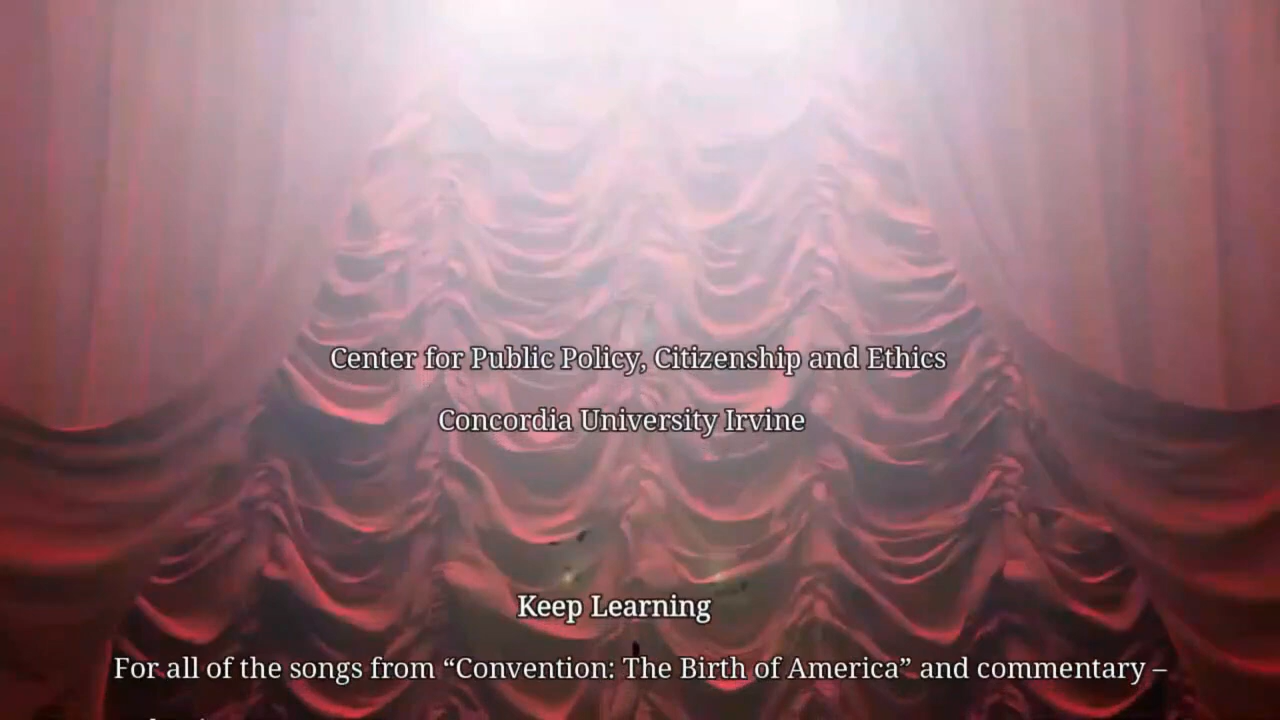 Center for Public Policy, Citizenship and Ethics
Concordia University Irvine
Keep Learning
For all of the songs from “Convention: The Birth of America” and commentary –